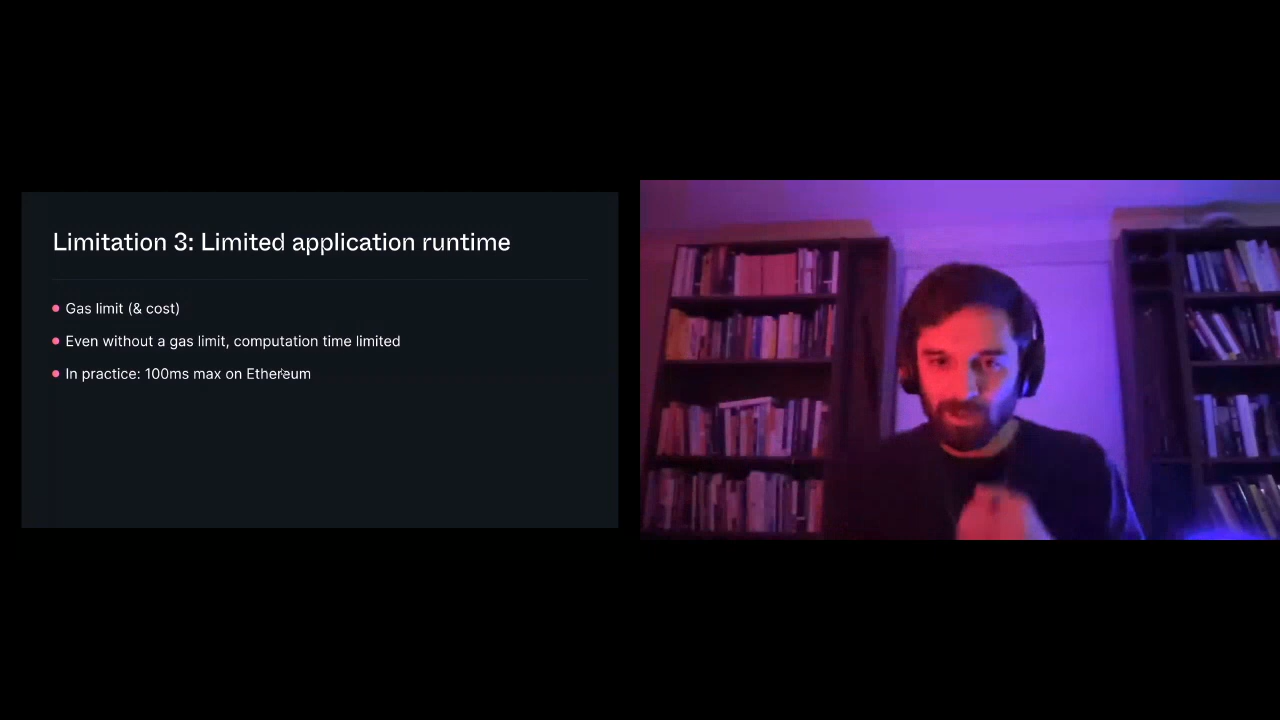 Limitation 3: Limited application runtime
Gas limit (& cost)
Even without a gas limit, computation time limited
In practice: 100ms max on Ethereum